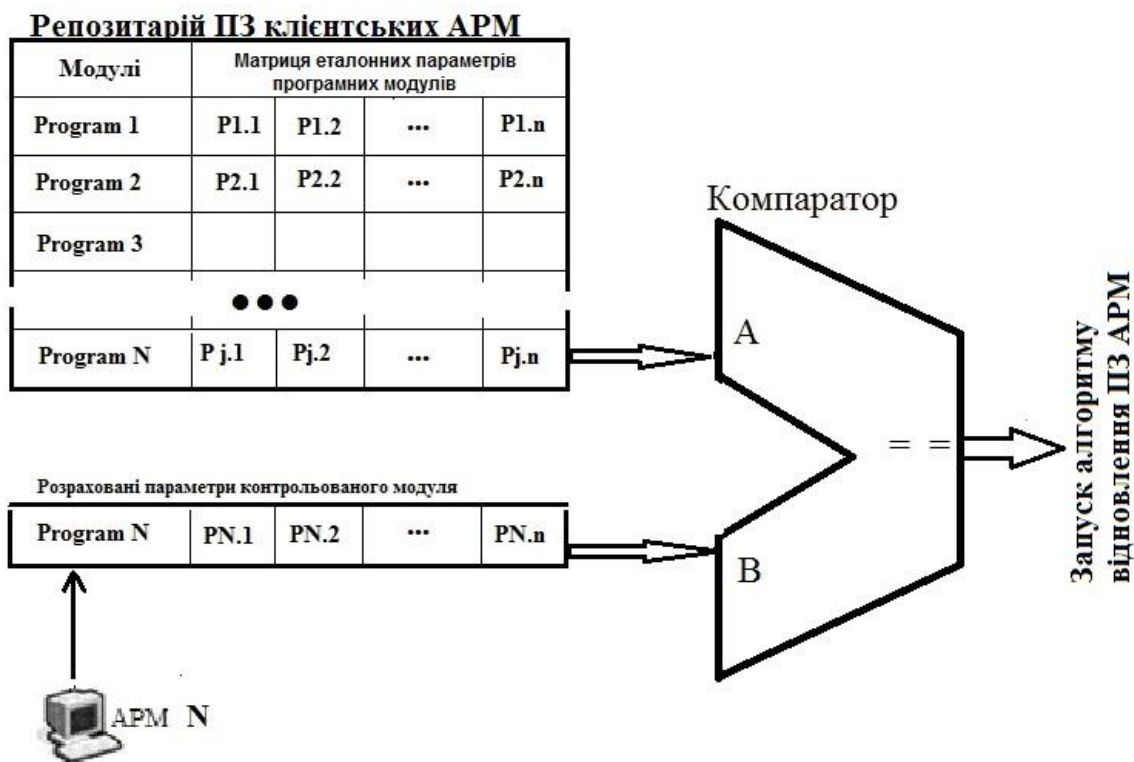 Репозитарій ПЗ клієнтських АРМ
Модулі Матриця еталонних параметрів
програмних модулів
Program 1 P1.1 P1.2 ... P1.n
Program 2 P2.1 P2.2 ... P2.n
Program 3
●●●
Program N P j.1 Pj.2 ... Pj.n
Компаратор
A
= =
B
Запуск алгоритму
відновлення ПЗ АРМ
Розраховані параметри контрольованого модуля
Program N PN.1 PN.2 ... PN.n
АРМ N